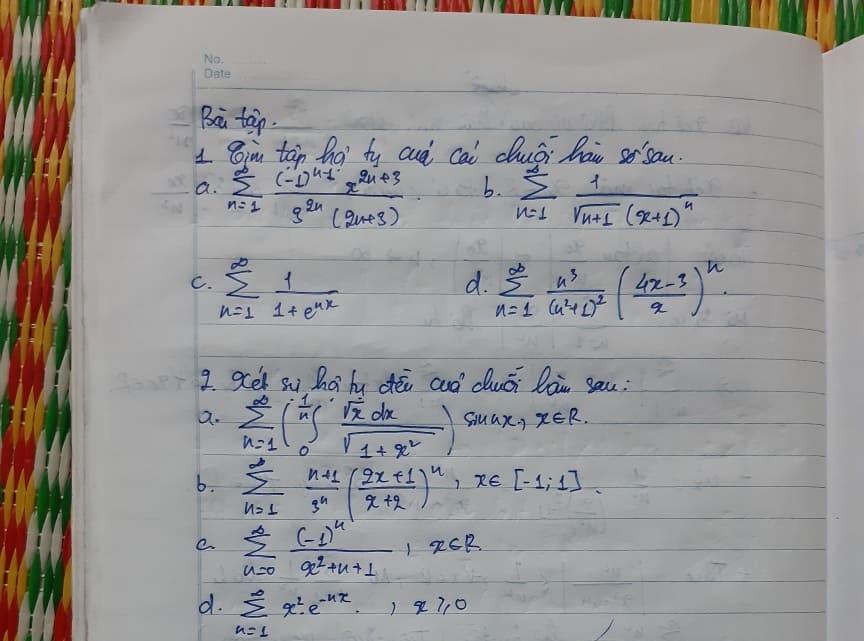 No.
Date
Bài tập.
1. Tìm tập hội tụ của các chuỗi hàm số sau.
a. \sum_{n=1}^{\infty} \frac{(-1)^{n-1} x^{2n+3}}{3^{2n} (2n+3)} . b. \sum_{n=1}^{\infty} \frac{1}{\sqrt{n+1} (x+1)^n}
c. \sum_{n=1}^{\infty} \frac{1}{1+e^{nx}} d. \sum_{n=1}^{\infty} \frac{n^3}{(n^2+1)^2} \left( \frac{4x-3}{x} \right)^n .
2. Xét sự hội tụ đều của chuỗi hàm sau:
a. \sum_{n=1}^{\infty} \left( \int_0^{\frac{1}{n}} \frac{\sqrt{x} dx}{\sqrt{1+x^2}} \right) sin nx, x∈R.
b. \sum_{n=1}^{\infty} \frac{n+1}{3^n} \left( \frac{2x+1}{x+2} \right)^n , x∈ [-1;1].
c. \sum_{n=0}^{\infty} \frac{(-1)^n}{x^2+n+1} , x∈R
d. \sum_{n=1}^{\infty} x^2 . e^{-nx} . , x⩾0